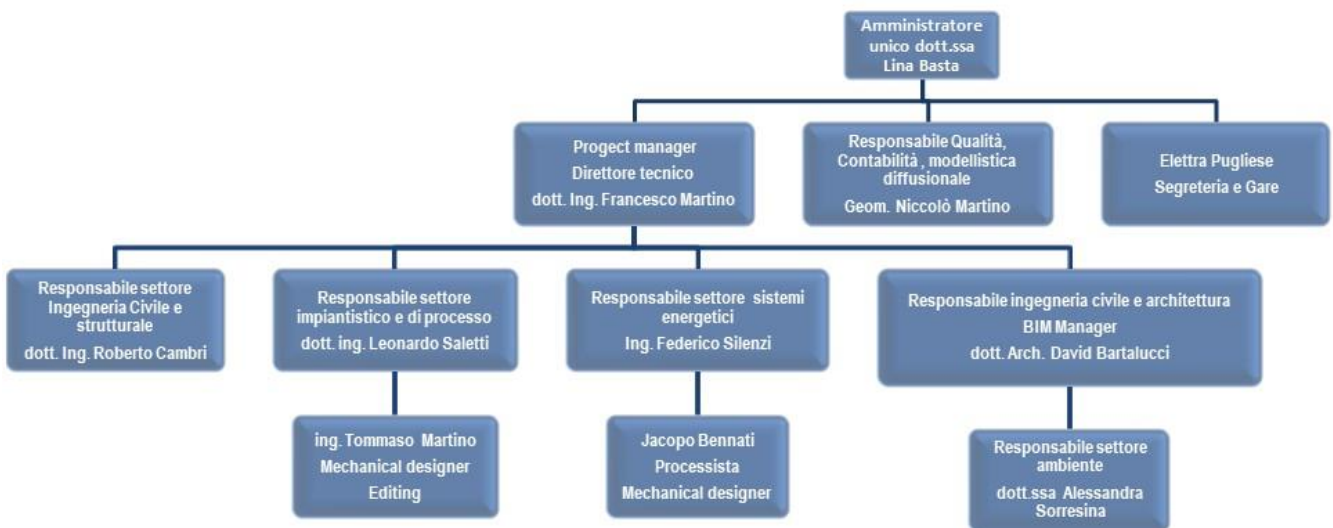 Amministratore
unico dott.ssa
Lina Basta
Progect manager
Direttore tecnico
dott. Ing. Francesco Martino
Responsabile Qualità,
Contabilità , modellistica
diffusionale
Geom. Niccolò Martino
Elettra Pugliese
Segreteria e Gare
Responsabile settore
Ingegneria Civile e
strutturale
dott. Ing. Roberto Cambri
Responsabile settore
impiantistico e di processo
dott. ing. Leonardo Saletti
Responsabile settore sistemi
energetici
Ing. Federico Silenzi
Responsabile ingegneria civile e architettura
BIM Manager
dott. Arch. David Bartalucci
ing. Tommaso Martino
Mechanical designer
Editing
Jacopo Bennati
Processista
Mechanical designer
Responsabile settore
ambiente
dott.ssa Alessandra
Sorresina